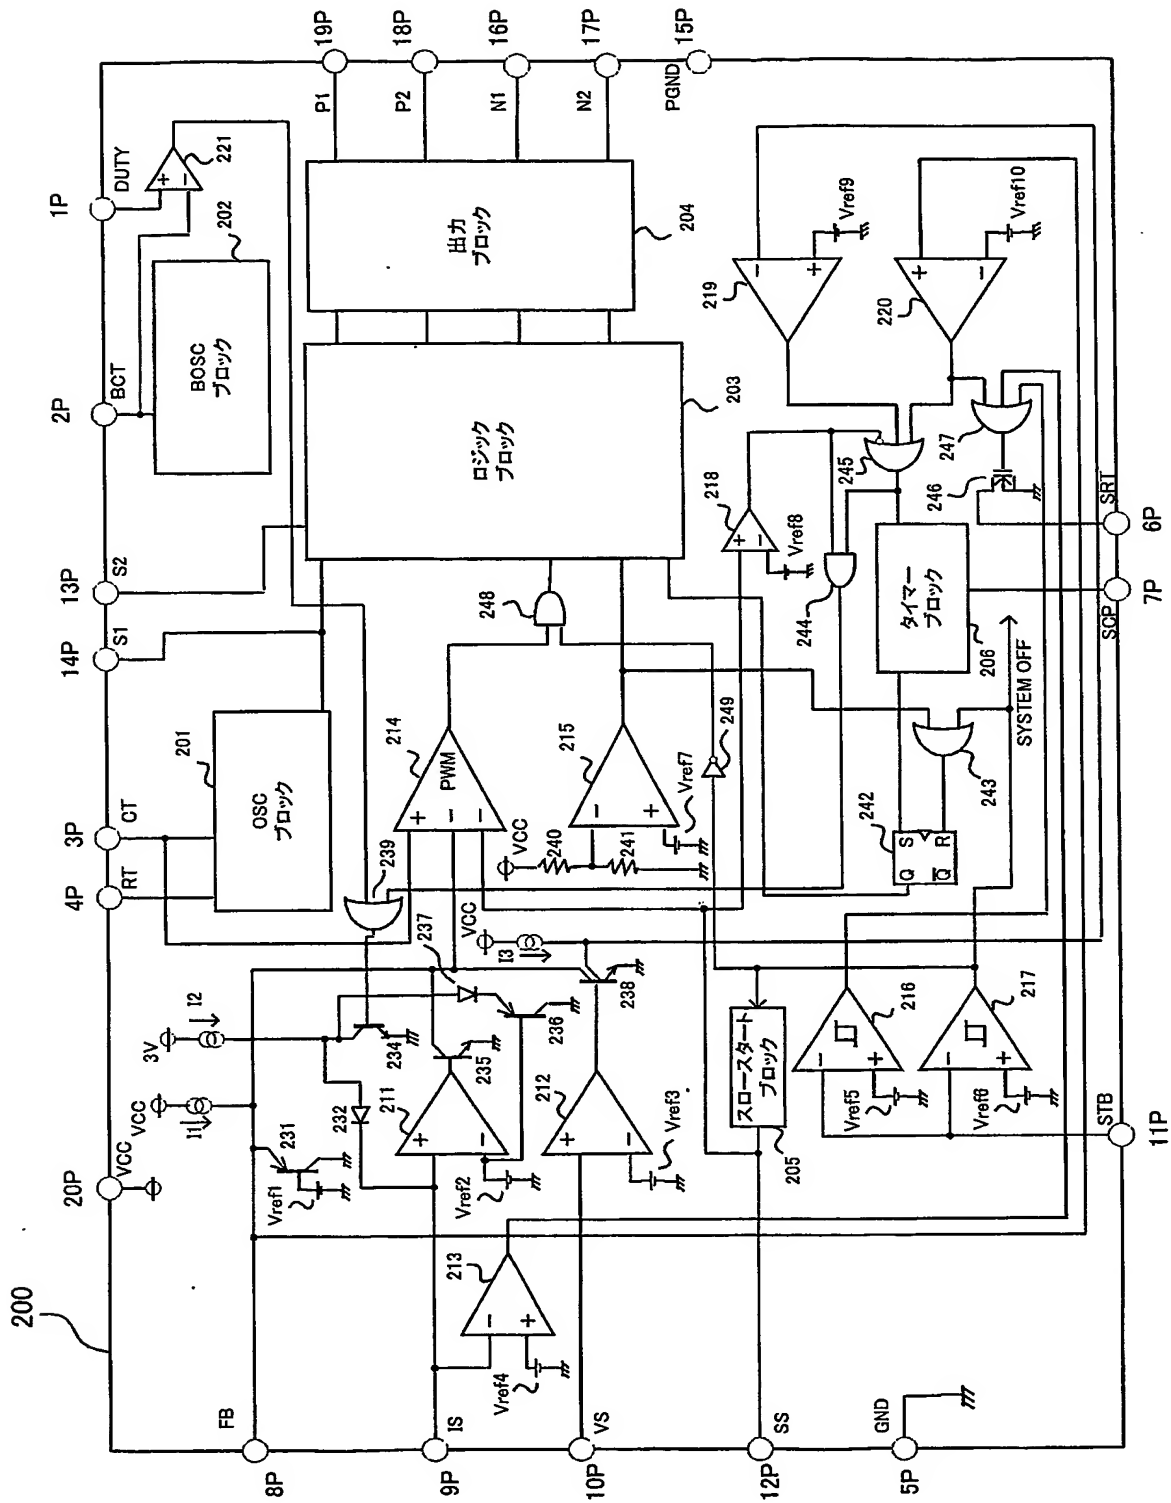 200
20P
VCC
4P
RT
3P
CT
14P
S1
13P
S2
2P
BCT
1P
DUTY
8P
FB
9P
IS
10P
VS
12P
SS
5P
GND
11P
STB
7P
SCP
6P
SRT
19P
P1
18P
P2
16P
N1
17P
N2
15P
PGND
201
OSC
ブロック
202
BOSC
ブロック
221
+
−
203
ロジック
ブロック
204
出力
ブロック
VCC
I1
3V
I2
231
Vref1
232
234
239
237
236
235
211
+
−
Vref2
212
+
−
Vref3
213
−
+
Vref4
VCC
I3
238
214
PWM
+
−
−
215
−
+
VCC
240
241
Vref7
248
249
205
スロースタート
ブロック
216
−
+
Vref5
217
−
+
Vref6
242
S
R
Q
Q̅
243
SYSTEM OFF
206
タイマー
ブロック
244
218
+
−
Vref8
245
246
247
219
−
+
Vref9
220
+
−
Vref10